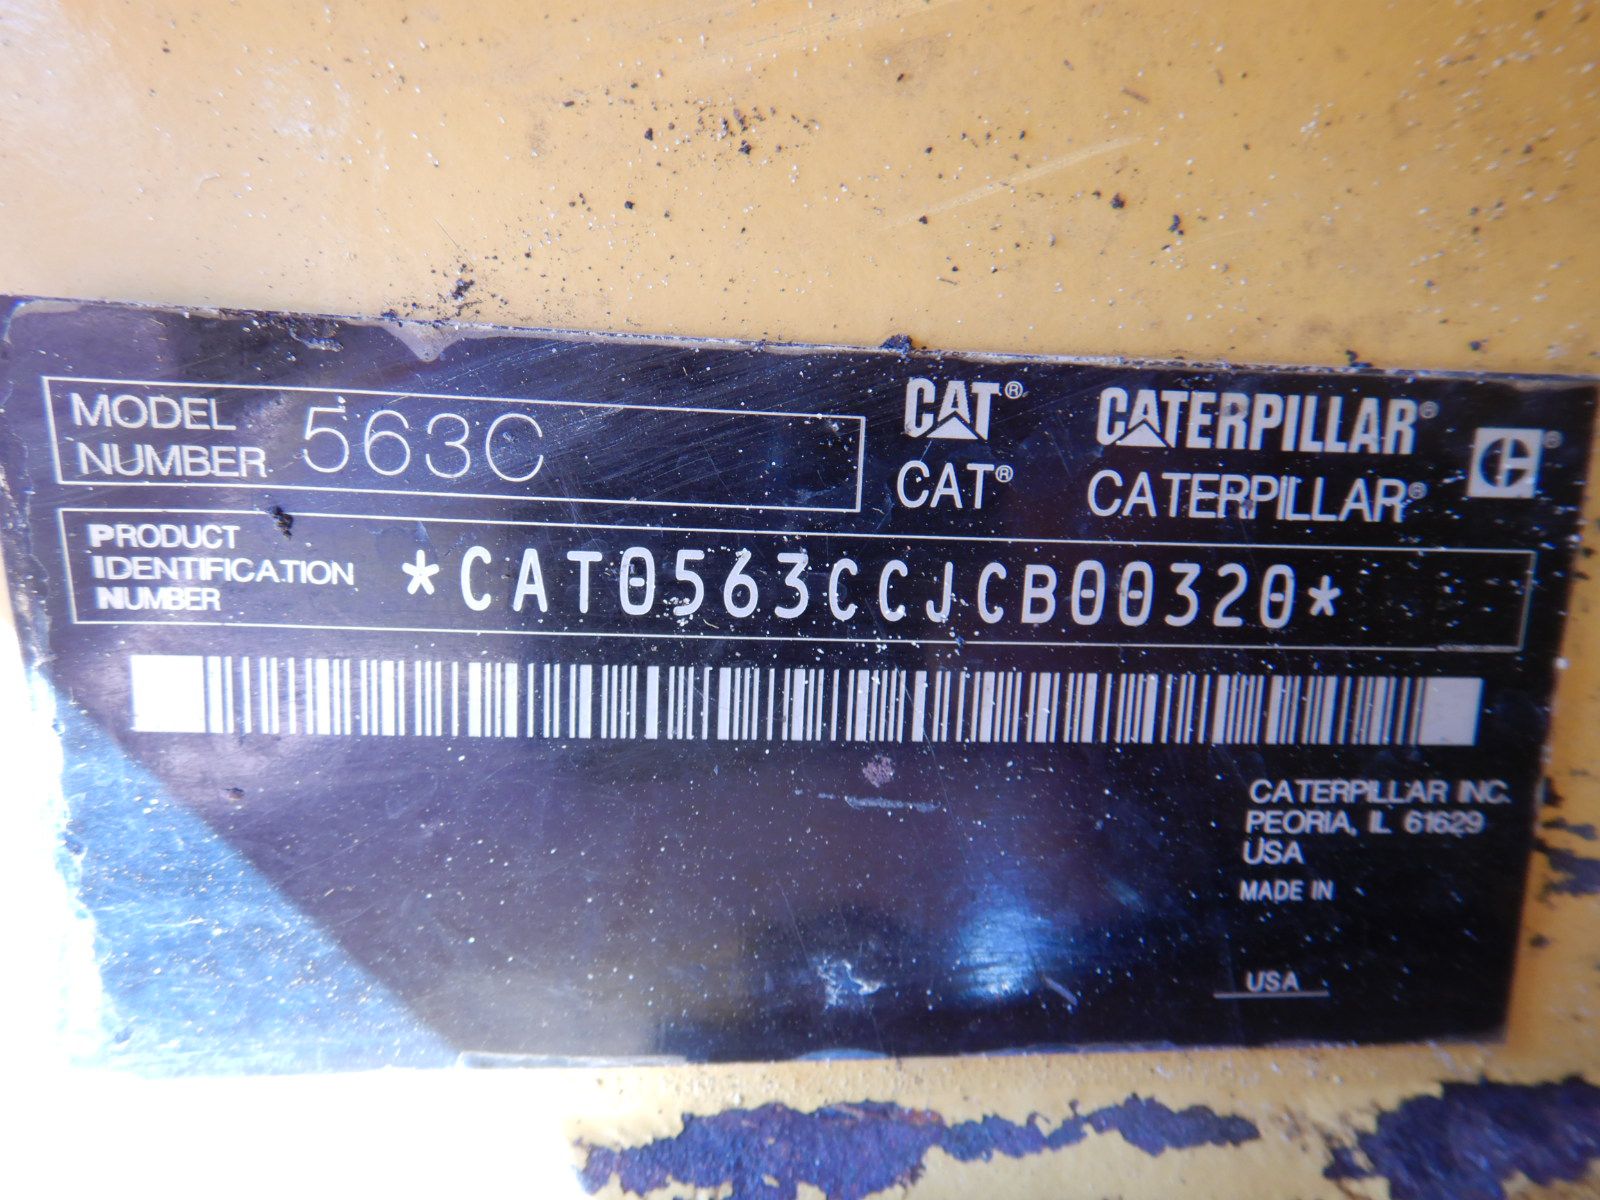 MODEL NUMBER 563C
CAT® CATERPILLAR®
CAT® CATERPILLAR®
PRODUCT IDENTIFICATION NUMBER *CAT0563CCJCB00320*
CATERPILLAR INC.
PEORIA, IL 61629
USA
MADE IN
USA